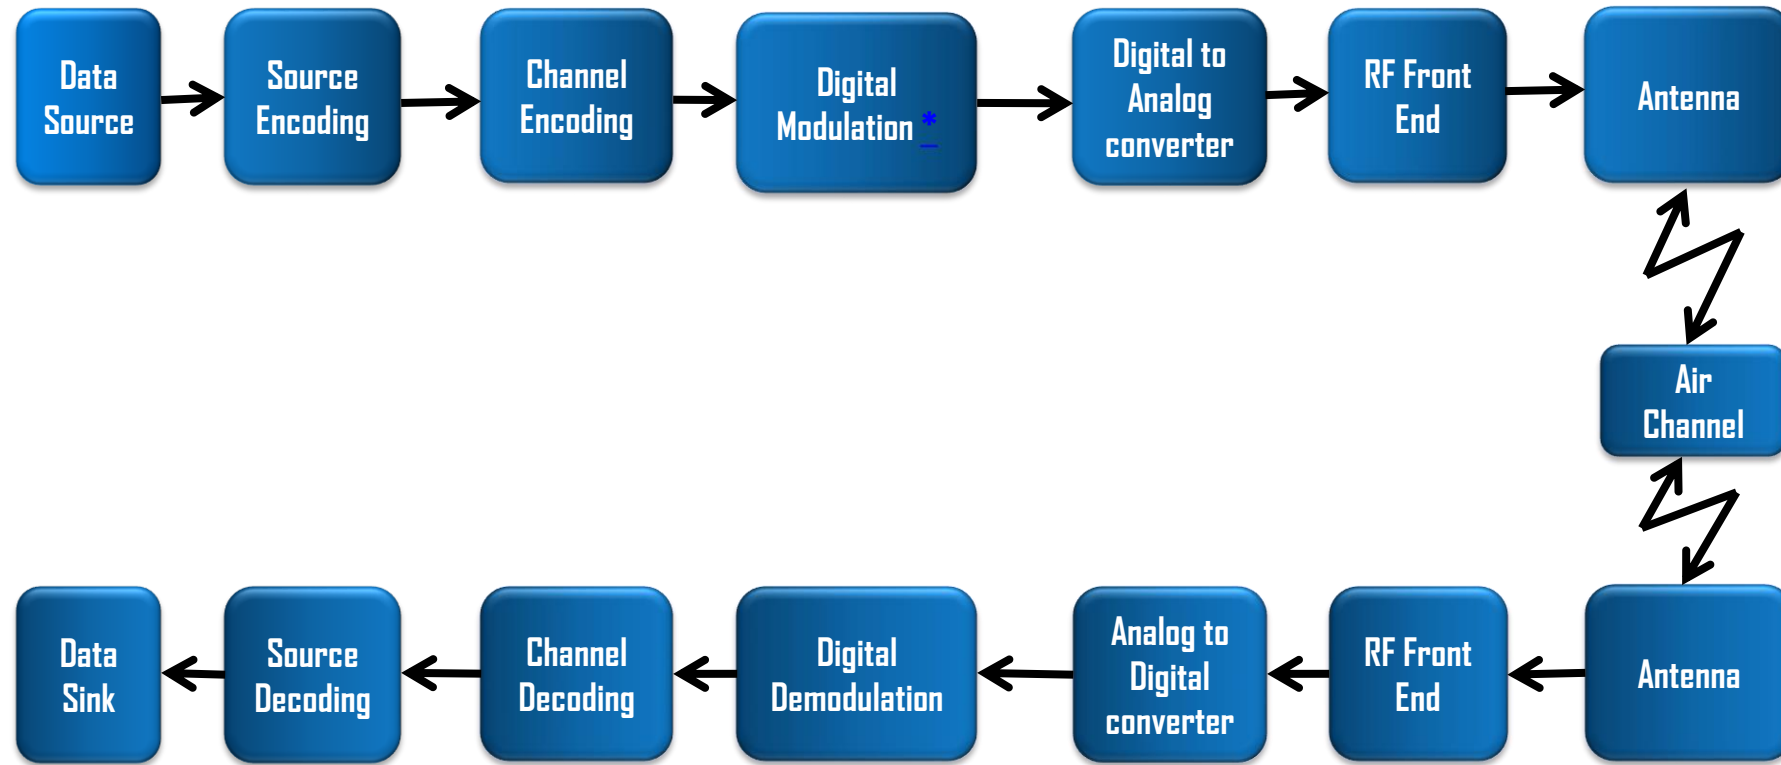 Data
Source
Source
Encoding
Channel
Encoding
Digital
Modulation *
Digital to
Analog
converter
RF Front
End
Antenna
Air
Channel
Data
Sink
Source
Decoding
Channel
Decoding
Digital
Demodulation
Analog to
Digital
converter
RF Front
End
Antenna